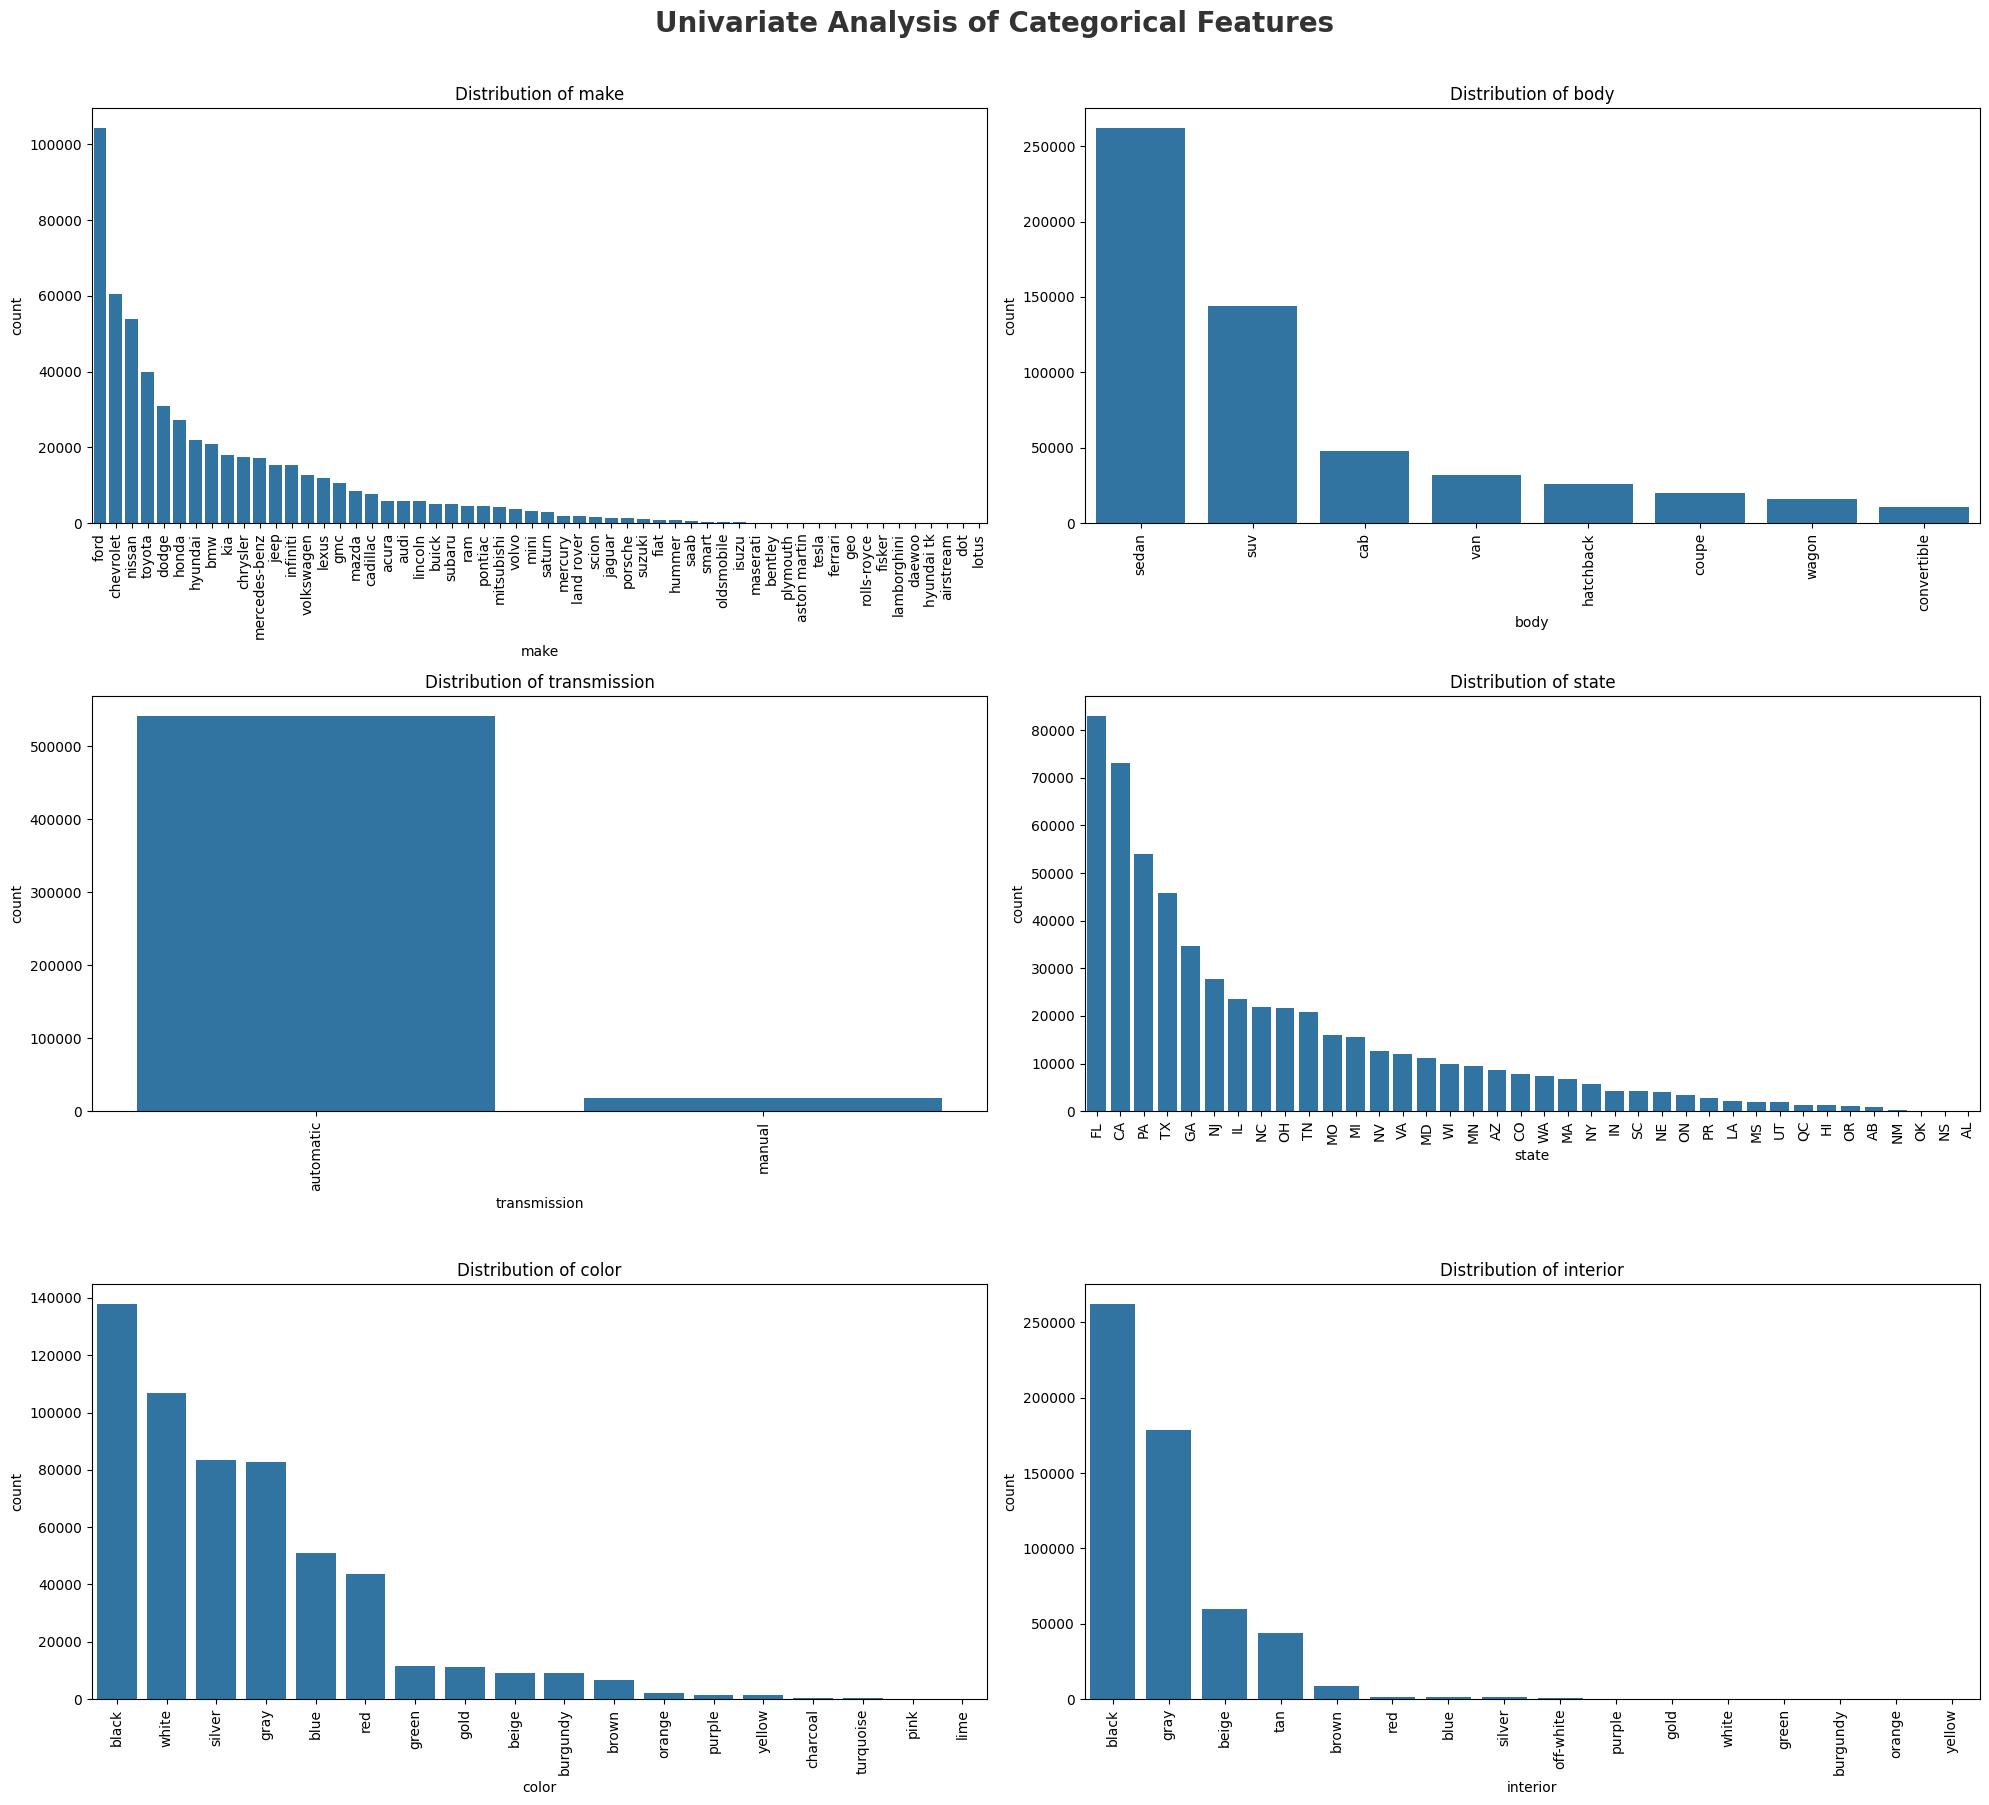 Univariate Analysis of Categorical Features
Distribution of make
count
100000
80000
60000
40000
20000
0
ford
chevrolet
nissan
toyota
dodge
honda
hyundai
bmw
kia
chrysler
mercedes-benz
jeep
infiniti
volkswagen
lexus
gmc
mazda
cadillac
acura
audi
lincoln
buick
subaru
ram
pontiac
mitsubishi
volvo
mini
saturn
mercury
land rover
scion
jaguar
porsche
suzuki
fiat
hummer
saab
smart
oldsmobile
isuzu
maserati
bentley
plymouth
aston martin
tesla
ferrari
geo
rolls-royce
fisker
lamborghini
daewoo
hyundai tk
airstream
dot
lotus
make
Distribution of body
count
250000
200000
150000
100000
50000
0
sedan
suv
cab
van
hatchback
coupe
wagon
convertible
body
Distribution of transmission
count
500000
400000
300000
200000
100000
0
automatic
manual
transmission
Distribution of state
count
80000
70000
60000
50000
40000
30000
20000
10000
0
FL
CA
PA
TX
GA
NJ
IL
NC
OH
TN
MO
MI
NV
VA
MD
WI
MN
AZ
CO
WA
MA
NY
IN
SC
NE
ON
PR
LA
MS
UT
QC
HI
OR
AB
NM
OK
NS
AL
state
Distribution of color
count
140000
120000
100000
80000
60000
40000
20000
0
black
white
silver
gray
blue
red
green
gold
beige
burgundy
brown
orange
purple
yellow
charcoal
turquoise
pink
lime
color
Distribution of interior
count
250000
200000
150000
100000
50000
0
black
gray
beige
tan
brown
red
blue
silver
off-white
purple
gold
white
green
burgundy
orange
yellow
interior